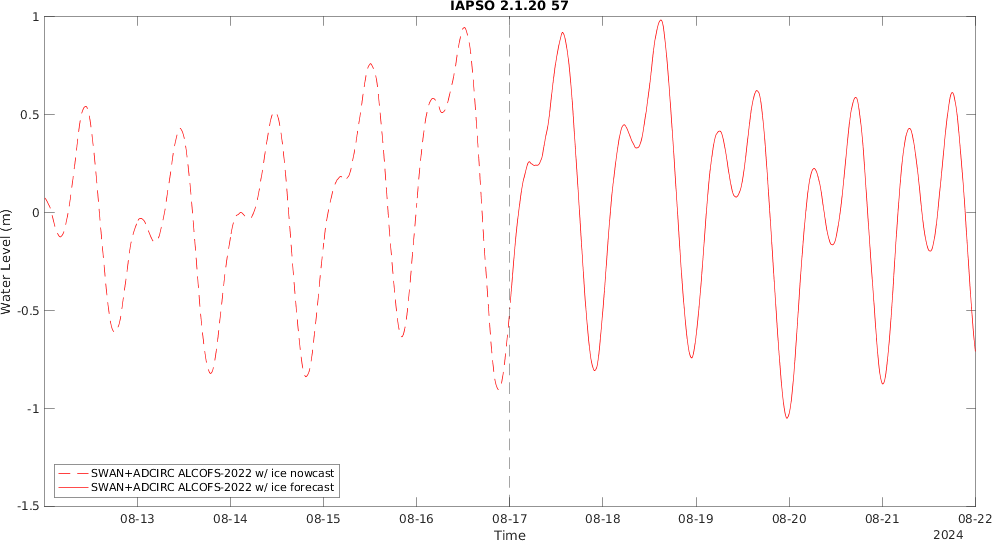 IAPSO 2.1.20 57
1
0.5
0
-0.5
-1
-1.5
Water Level (m)
SWAN+ADCIRC ALCOFS-2022 w/ ice nowcast
SWAN+ADCIRC ALCOFS-2022 w/ ice forecast
08-13 08-14 08-15 08-16 08-17 08-18 08-19 08-20 08-21 08-22
Time
2024